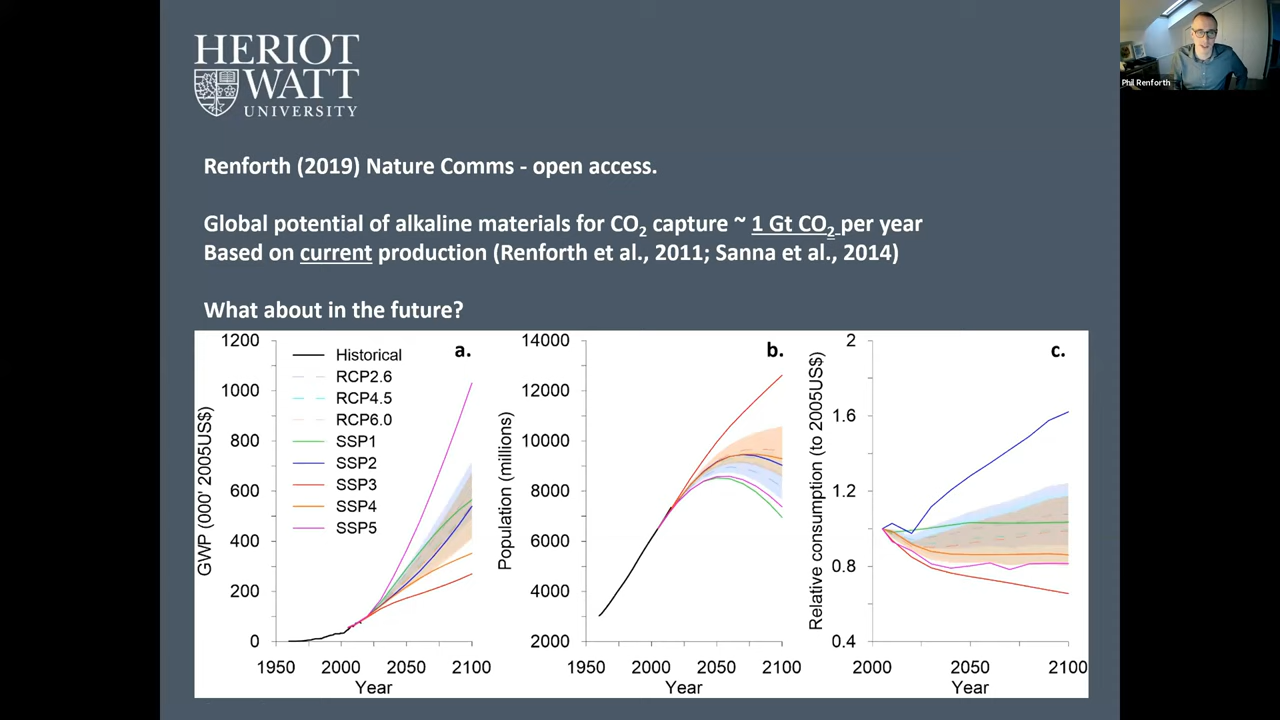 HERIOT
WATT
UNIVERSITY
Phil Renforth
Renforth (2019) Nature Comms - open access.
Global potential of alkaline materials for CO2 capture ~ 1 Gt CO2 per year
Based on current production (Renforth et al., 2011; Sanna et al., 2014)
What about in the future?
a.
GWP (000' 2005US$)
1200
1000
800
600
400
200
0
Historical
RCP2.6
RCP4.5
RCP6.0
SSP1
SSP2
SSP3
SSP4
SSP5
1950 2000 2050 2100
Year
b.
Population (millions)
14000
12000
10000
8000
6000
4000
2000
1950 2000 2050 2100
Year
c.
Relative consumption (to 2005US$)
2
1.6
1.2
0.8
0.4
2000 2050 2100
Year